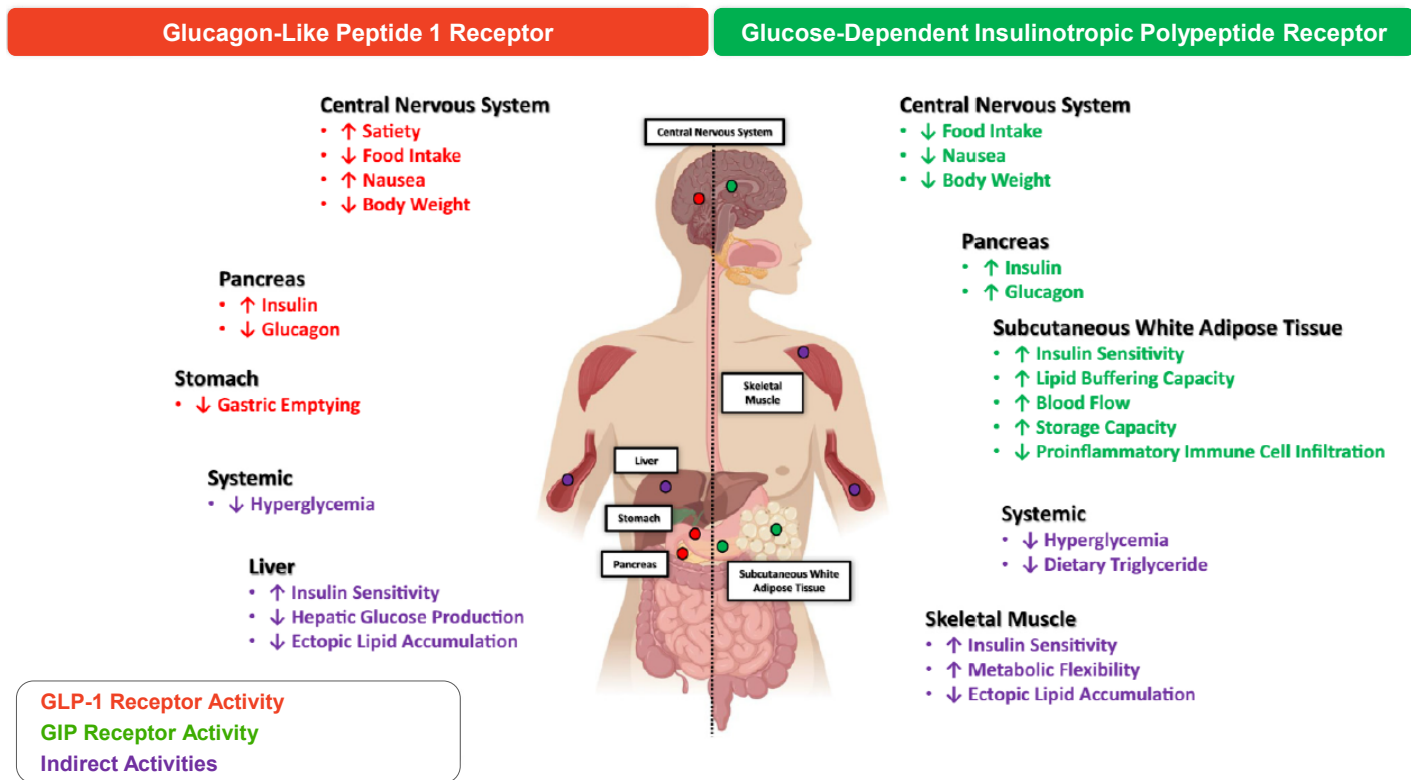 Glucagon-Like Peptide 1 Receptor
Glucose-Dependent Insulinotropic Polypeptide Receptor
Central Nervous System
• ↑ Satiety
• ↓ Food Intake
• ↑ Nausea
• ↓ Body Weight
Pancreas
• ↑ Insulin
• ↓ Glucagon
Stomach
• ↓ Gastric Emptying
Systemic
• ↓ Hyperglycemia
Liver
• ↑ Insulin Sensitivity
• ↓ Hepatic Glucose Production
• ↓ Ectopic Lipid Accumulation
Central Nervous System
Skeletal
Muscle
Liver
Stomach
Pancreas
Subcutaneous White
Adipose Tissue
Central Nervous System
• ↓ Food Intake
• ↓ Nausea
• ↓ Body Weight
Pancreas
• ↑ Insulin
• ↑ Glucagon
Subcutaneous White Adipose Tissue
• ↑ Insulin Sensitivity
• ↑ Lipid Buffering Capacity
• ↑ Blood Flow
• ↑ Storage Capacity
• ↓ Proinflammatory Immune Cell Infiltration
Systemic
• ↓ Hyperglycemia
• ↓ Dietary Triglyceride
Skeletal Muscle
• ↑ Insulin Sensitivity
• ↑ Metabolic Flexibility
• ↓ Ectopic Lipid Accumulation
GLP-1 Receptor Activity
GIP Receptor Activity
Indirect Activities